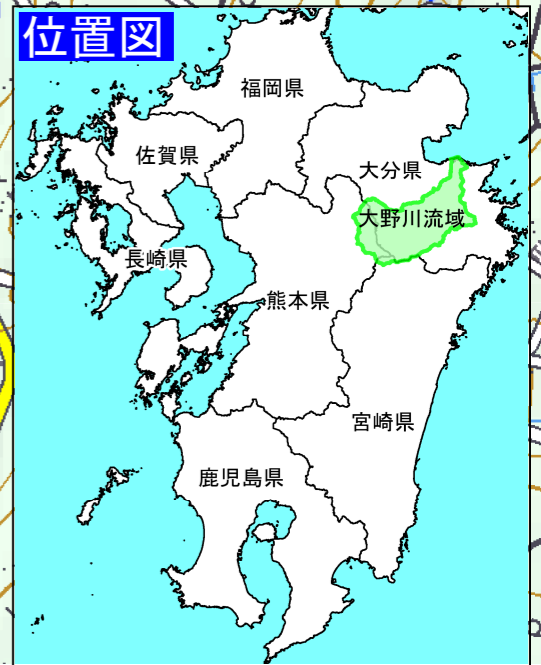 位置図
福岡県
佐賀県
大分県
大野川流域
長崎県
熊本県
宮崎県
鹿児島県